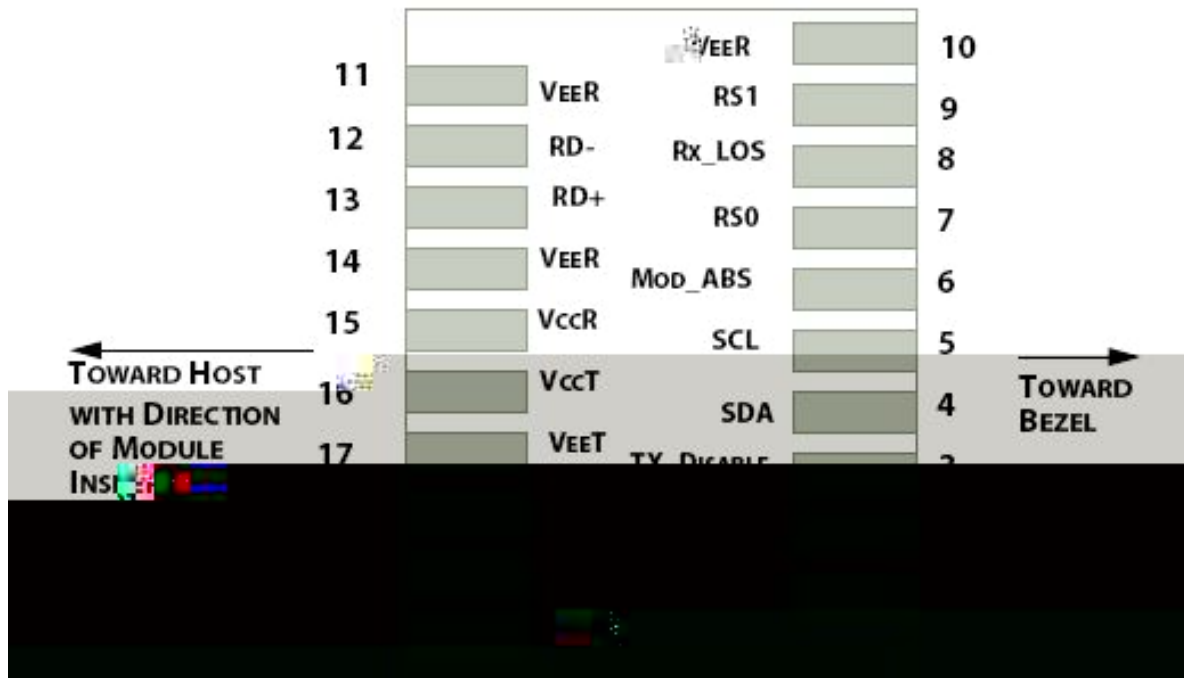 VEER 10
11 VEER
RS1 9
12 RD-
Rx_LOS 8
13 RD+
RS0 7
14 VEER
MOD_ABS 6
15 VCCR
SCL 5
TOWARD HOST
WITH DIRECTION
OF MODULE
16 VCCT
SDA 4
TOWARD
BEZEL
17 VEET
TX_DISABLE